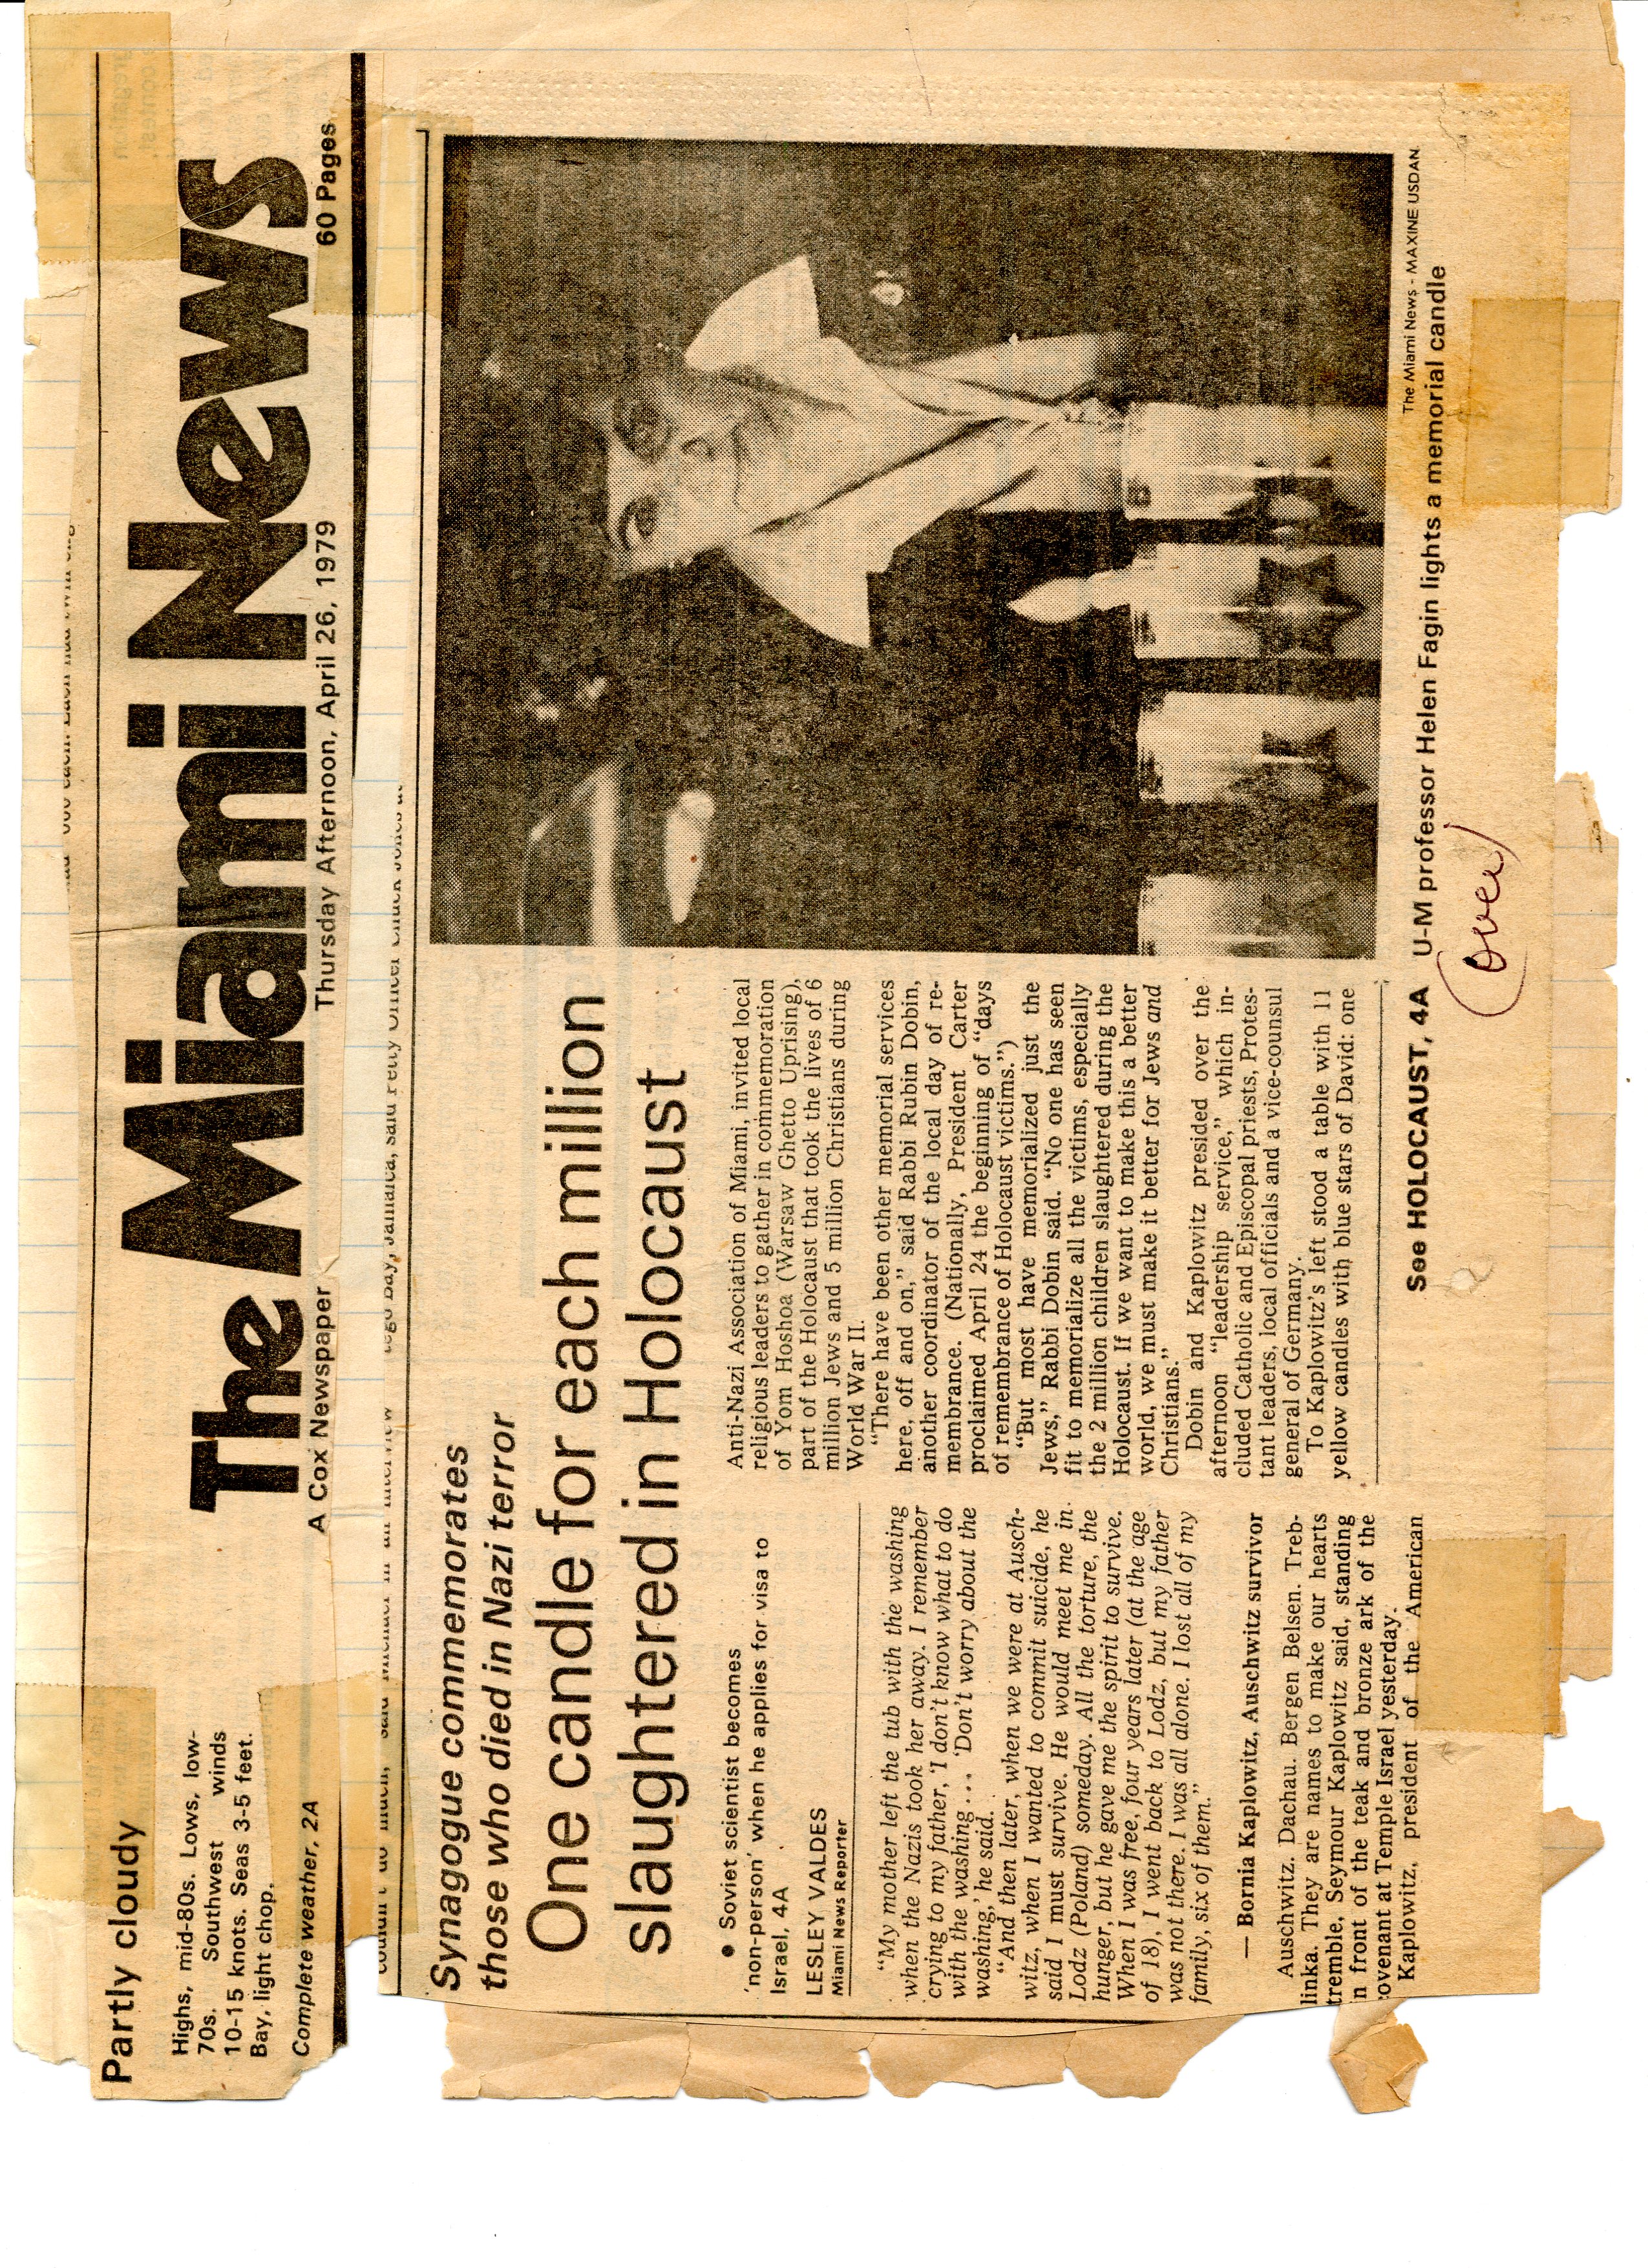 Partly cloudy
Highs, mid-80s. Lows, low-
70s. Southwest winds
10-15 knots. Seas 3-5 feet.
Bay, light chop.
Complete weather, 2A
The Miami News
A Cox Newspaper
Thursday Afternoon, April 26, 1979
60 Pages
Synagogue commemorates
those who died in Nazi terror
One candle for each million
slaughtered in Holocaust
• Soviet scientist becomes
'non-person' when he applies for visa to
Israel, 4A
LESLEY VALDES
Miami News Reporter
"My mother left the tub with the washing
when the Nazis took her away. I remember
crying to my father, 'I don't know what to do
with the washing . . . 'Don't worry about the
washing,' he said.
"And then later, when we were at Ausch-
witz, when I wanted to commit suicide, he
said I must survive. He would meet me in
Lodz (Poland) someday. All the torture, the
hunger, but he gave me the spirit to survive.
When I was free, four years later (at the age
of 18), I went back to Lodz, but my father
was not there. I was all alone. I lost all of my
family, six of them."
— Bornia Kaplowitz, Auschwitz survivor
Auschwitz. Dachau. Bergen Belsen. Treb-
linka. They are names to make our hearts
tremble, Seymour Kaplowitz said, standing
in front of the teak and bronze ark of the
covenant at Temple Israel yesterday.
Kaplowitz, president of the American
Anti-Nazi Association of Miami, invited local
religious leaders to gather in commemoration
of Yom Hoshoa (Warsaw Ghetto Uprising),
part of the Holocaust that took the lives of 6
million Jews and 5 million Christians during
World War II.
"There have been other memorial services
here, off and on," said Rabbi Rubin Dobin,
another coordinator of the local day of re-
membrance. (Nationally, President Carter
proclaimed April 24 the beginning of "days
of remembrance of Holocaust victims.")
"But most have memorialized just the
Jews," Rabbi Dobin said. "No one has seen
fit to memorialize all the victims, especially
the 2 million children slaughtered during the
Holocaust. If we want to make this a better
world, we must make it better for Jews and
Christians."
Dobin and Kaplowitz presided over the
afternoon "leadership service," which in-
cluded Catholic and Episcopal priests, Protes-
tant leaders, local officials and a vice-counsul
general of Germany.
To Kaplowitz's left stood a table with 11
yellow candles with blue stars of David: one
See HOLOCAUST, 4A
The Miami News - MAXINE USDAN
U-M professor Helen Fagin lights a memorial candle
over